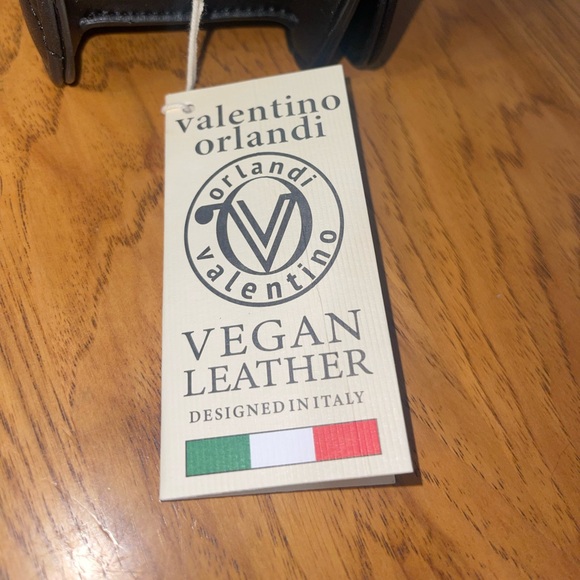 valentino
orlandi
orlandi
V
valentino
VEGAN
LEATHER
DESIGNED IN ITALY